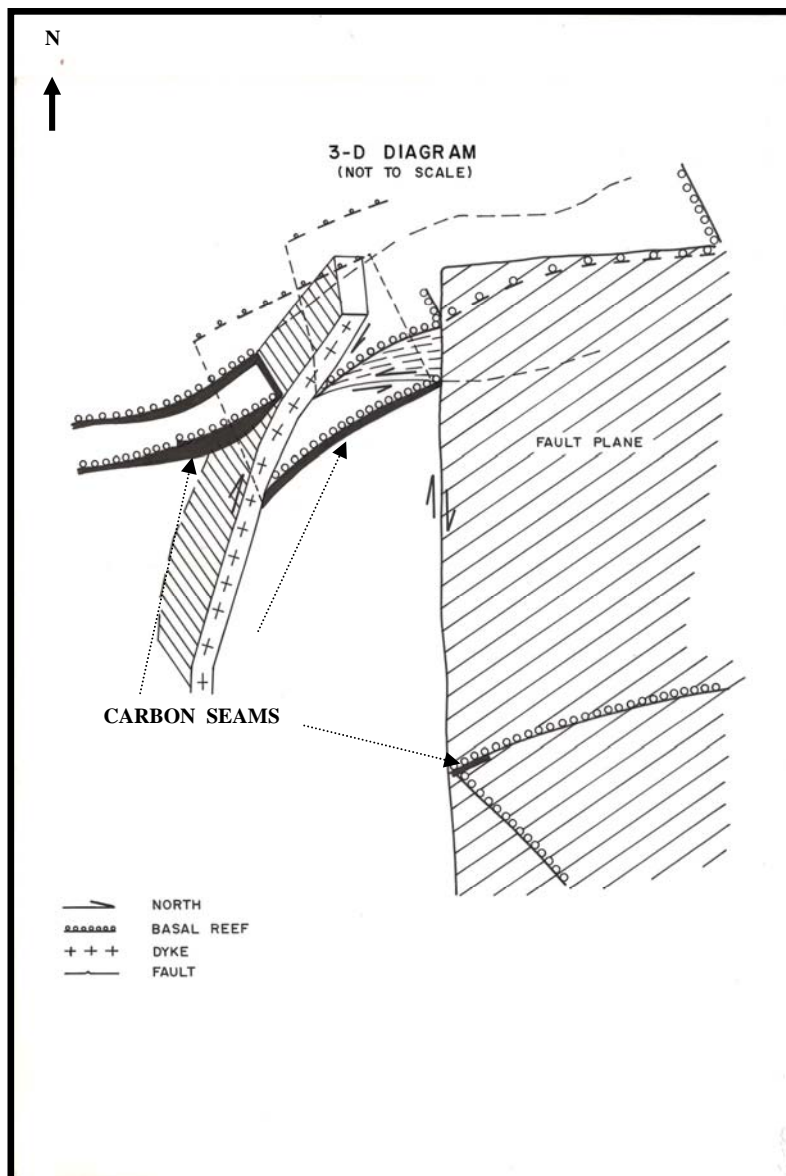 N
3-D DIAGRAM
(NOT TO SCALE)
FAULT PLANE
CARBON SEAMS
NORTH
BASAL REEF
+ + + DYKE
FAULT